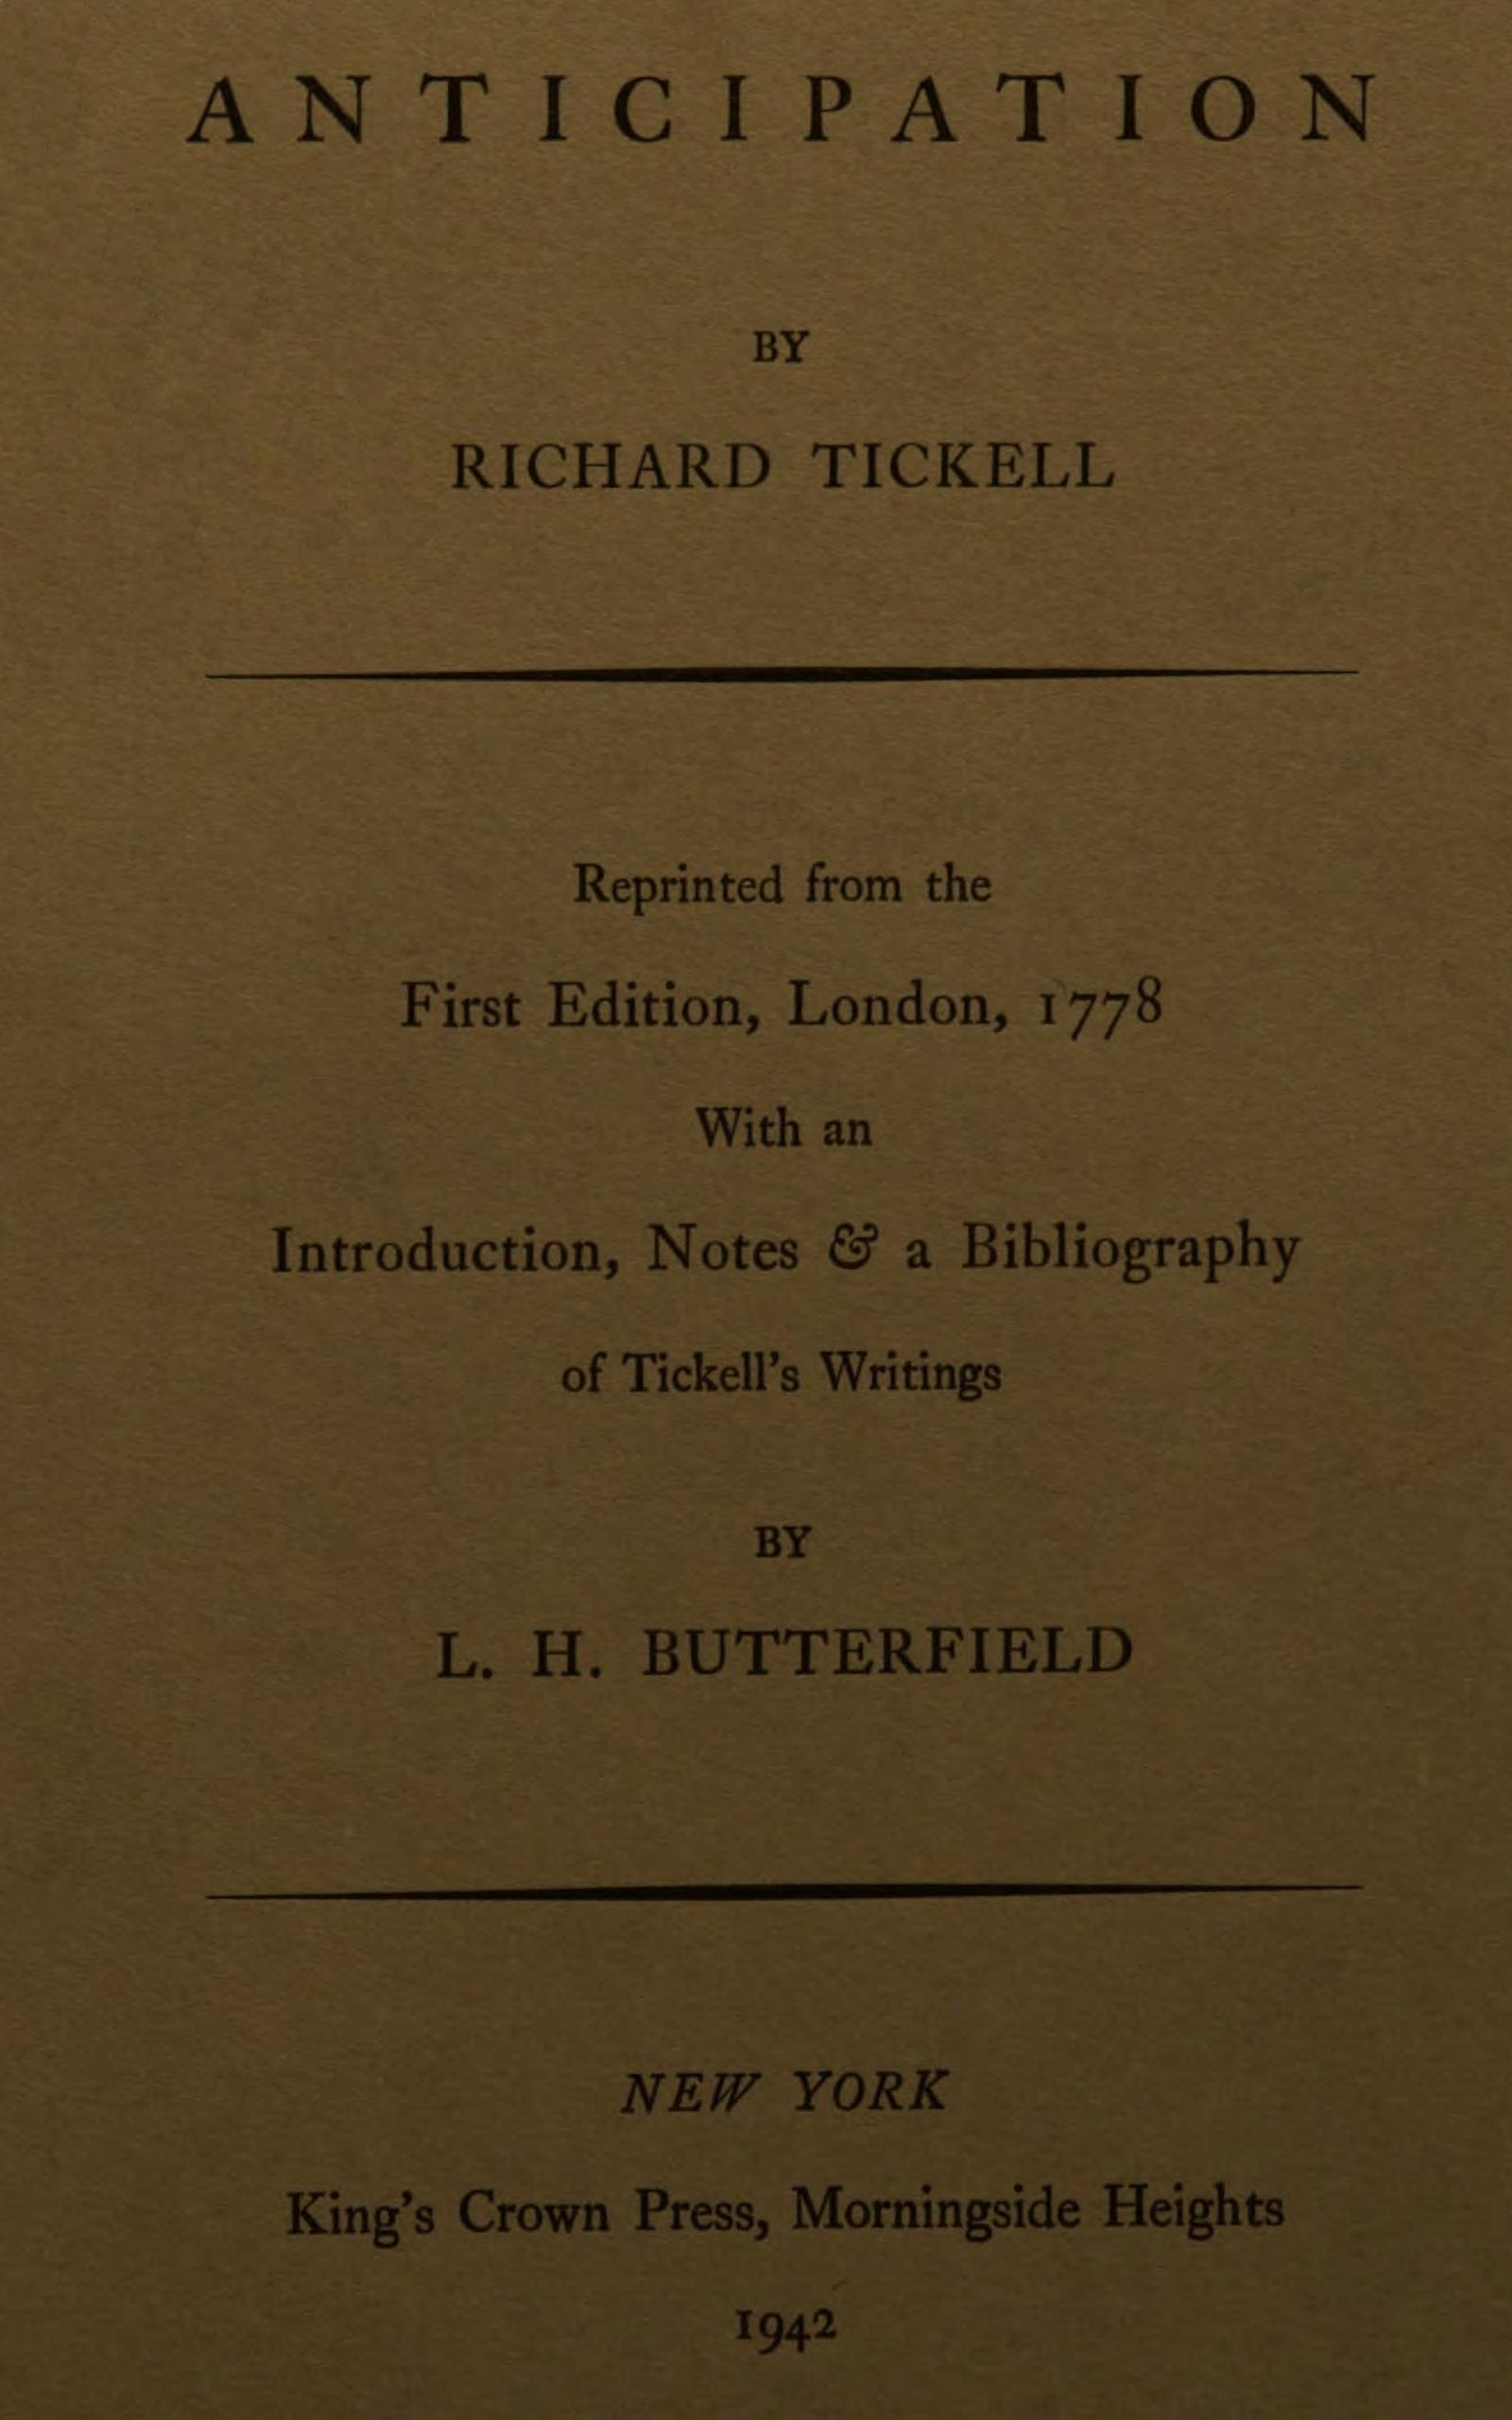 ANTICIPATION
BY
RICHARD TICKELL
Reprinted from the
First Edition, London, 1778
With an
Introduction, Notes & a Bibliography
of Tickell's Writings
BY
L. H. BUTTERFIELD
NEW YORK
King's Crown Press, Morningside Heights
1942